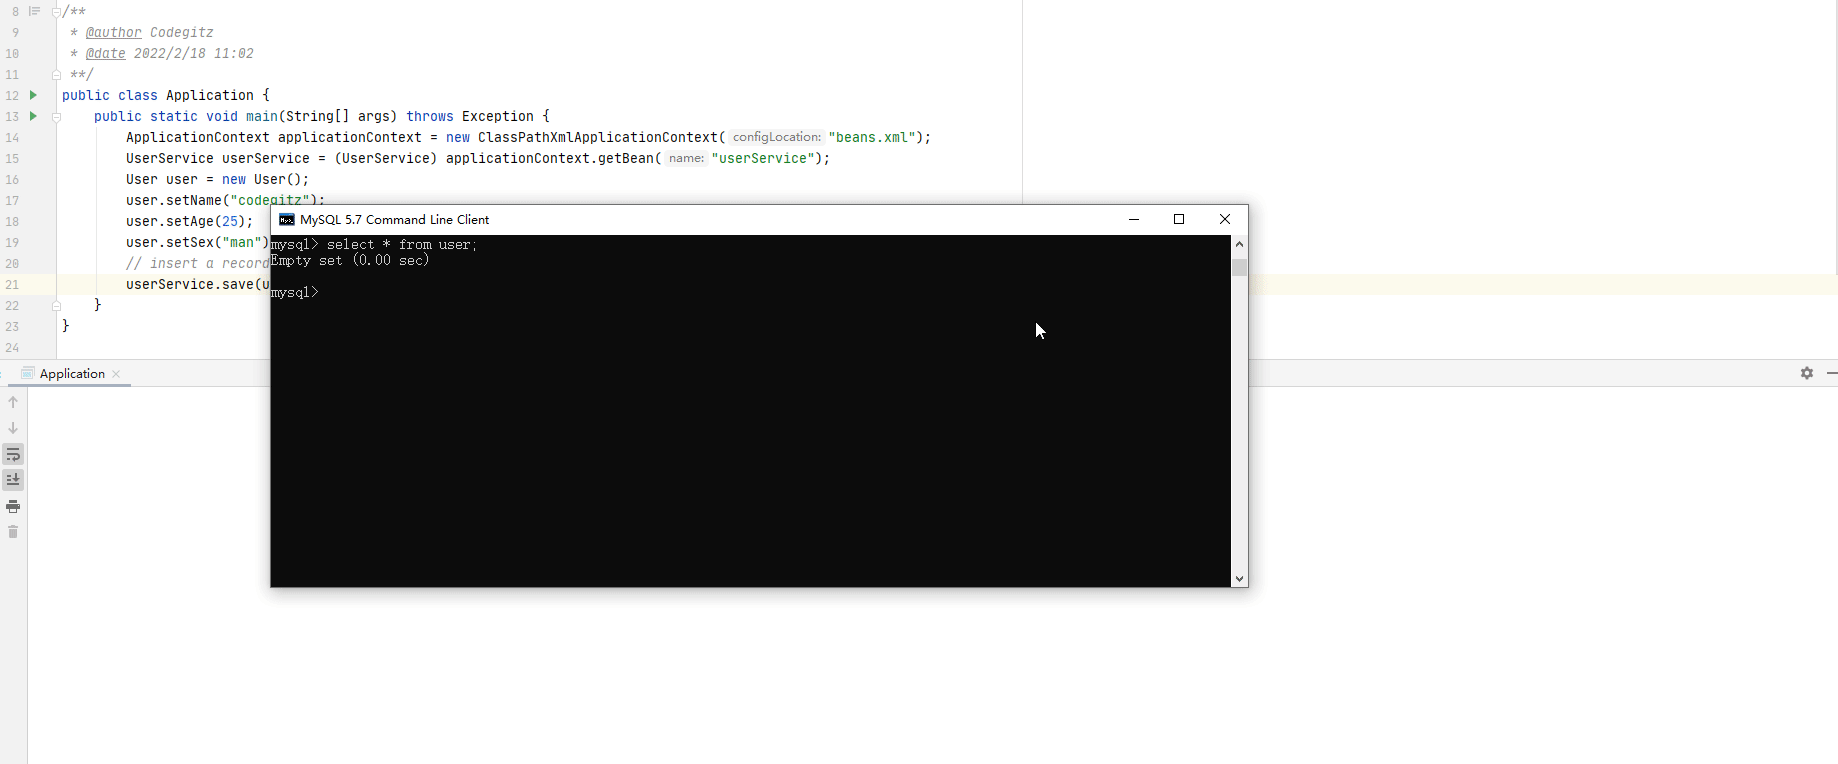 8 /**
9 * @author Codegitz
10 * @date 2022/2/18 11:02
11 **/
12 public class Application {
13 public static void main(String[] args) throws Exception {
14 ApplicationContext applicationContext = new ClassPathXmlApplicationContext( configLocation: "beans.xml");
15 UserService userService = (UserService) applicationContext.getBean( name: "userService");
16 User user = new User();
17 user.setName("codegitz");
18 user.setAge(25);
19 user.setSex("man")
20 // insert a record
21 userService.save(u
22 }
23 }
24
MySQL 5.7 Command Line Client
mysql> select * from user;
Empty set (0.00 sec)
mysql>
Application